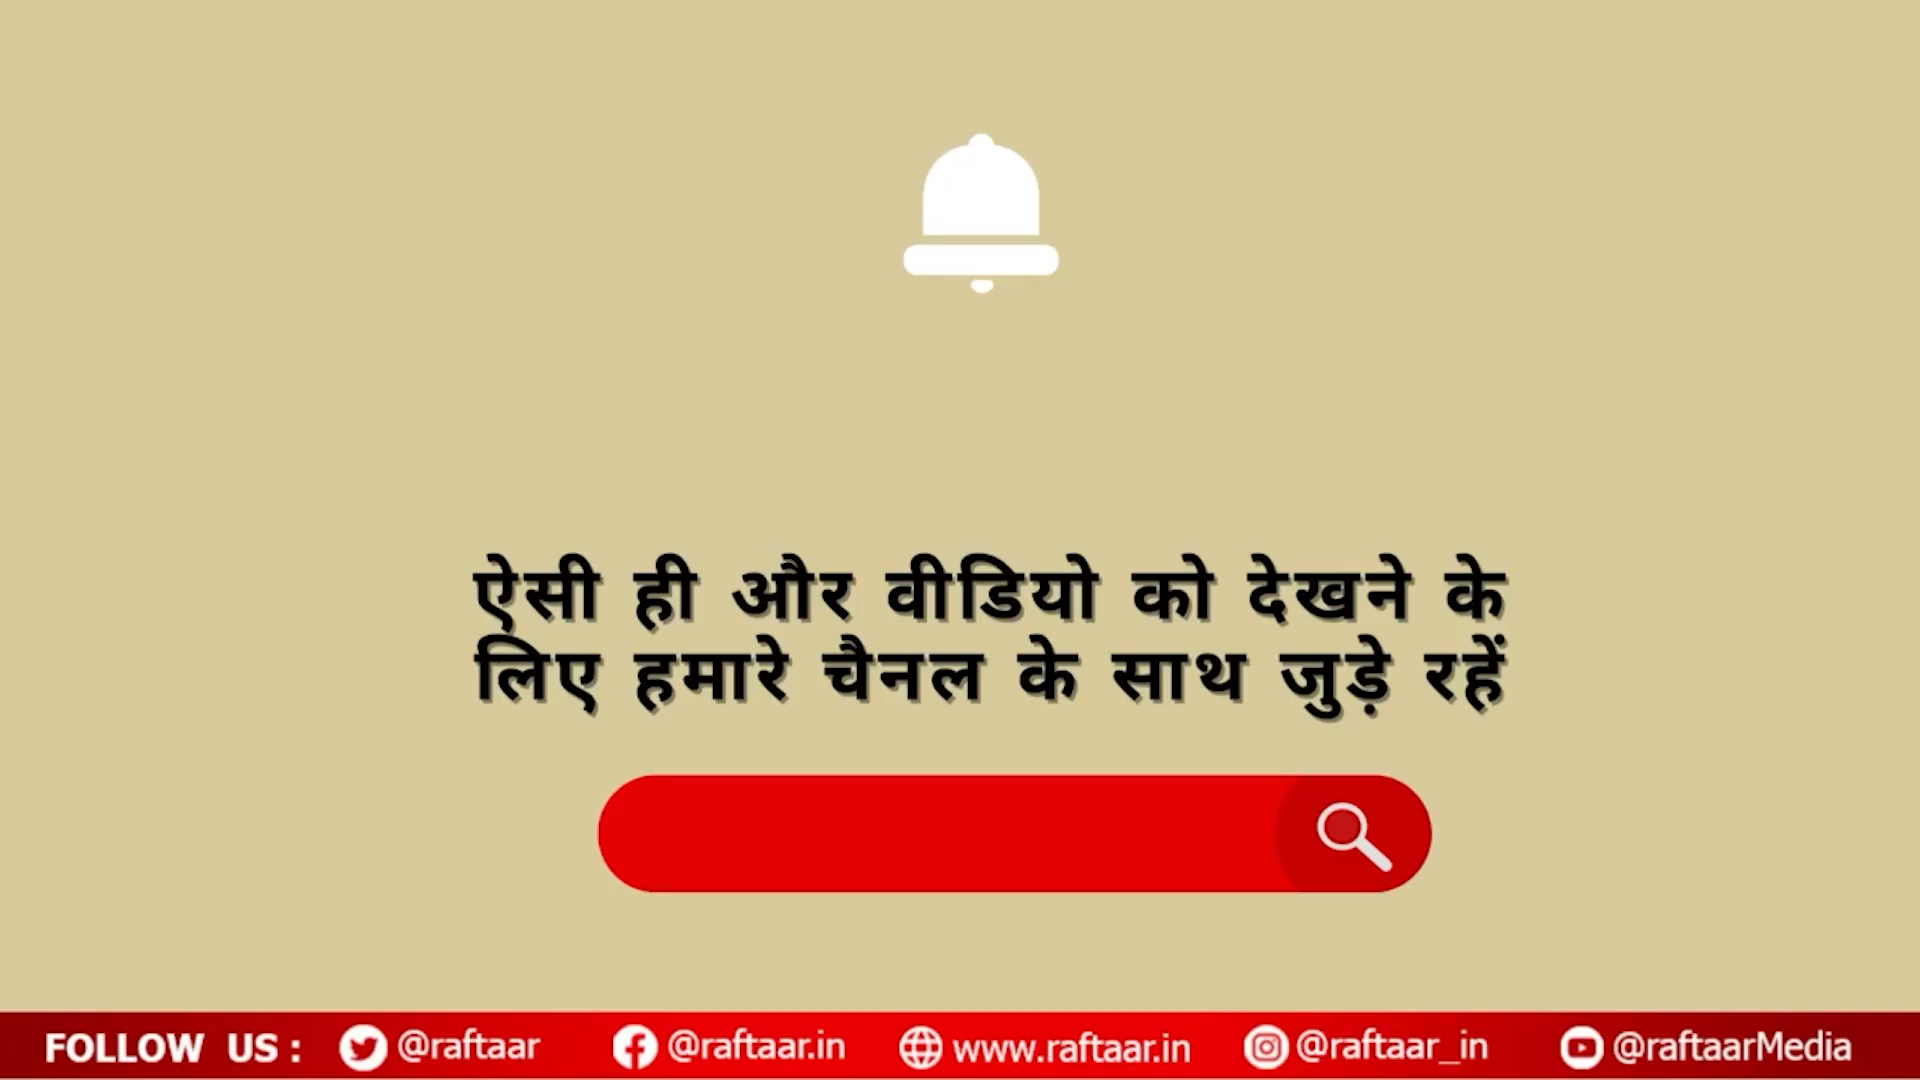 ऐसी ही और वीडियो को देखने के
लिए हमारे चैनल के साथ जुड़े रहें
FOLLOW US : @raftaar @raftaar.in www.raftaar.in @raftaar_in @raftaarMedia